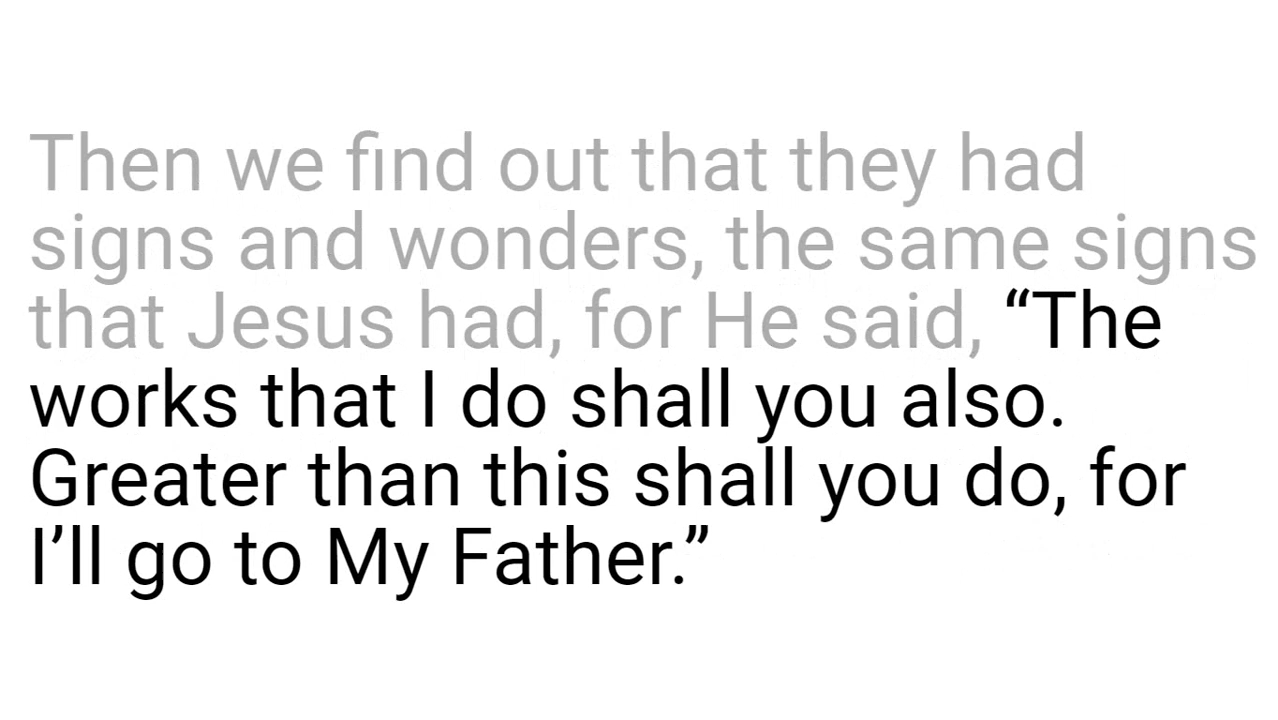 Then we find out that they had
signs and wonders, the same signs
that Jesus had, for He said, “The
works that I do shall you also.
Greater than this shall you do, for
I’ll go to My Father.”